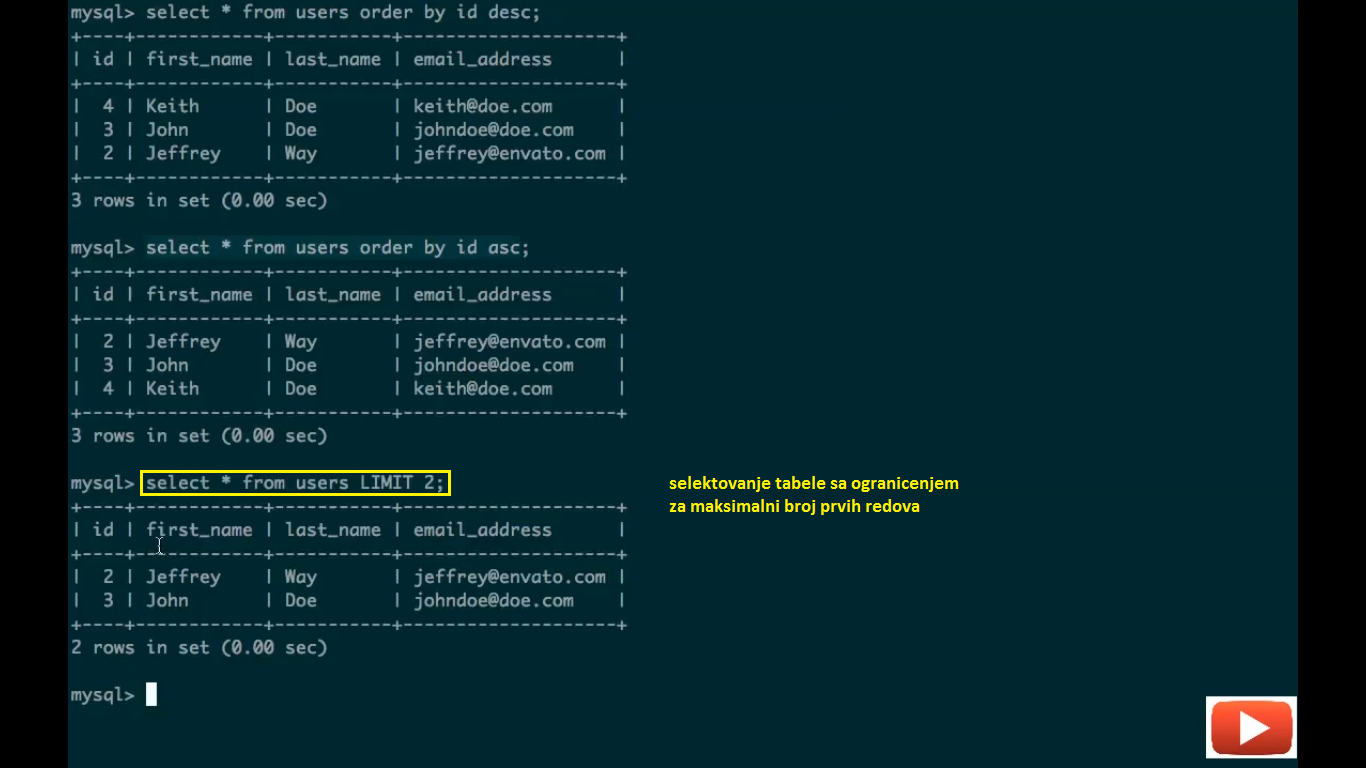 mysql> select * from users order by id desc;
+----+------------+-----------+--------------------+
| id | first_name | last_name | email_address      |
+----+------------+-----------+--------------------+
|  4 | Keith      | Doe       | keith@doe.com      |
|  3 | John       | Doe       | johndoe@doe.com    |
|  2 | Jeffrey    | Way       | jeffrey@envato.com |
+----+------------+-----------+--------------------+
3 rows in set (0.00 sec)
mysql> select * from users order by id asc;
+----+------------+-----------+--------------------+
| id | first_name | last_name | email_address      |
+----+------------+-----------+--------------------+
|  2 | Jeffrey    | Way       | jeffrey@envato.com |
|  3 | John       | Doe       | johndoe@doe.com    |
|  4 | Keith      | Doe       | keith@doe.com      |
+----+------------+-----------+--------------------+
3 rows in set (0.00 sec)
mysql> select * from users LIMIT 2;
+----+------------+-----------+--------------------+
| id | first_name | last_name | email_address      |
+----+------------+-----------+--------------------+
|  2 | Jeffrey    | Way       | jeffrey@envato.com |
|  3 | John       | Doe       | johndoe@doe.com    |
+----+------------+-----------+--------------------+
2 rows in set (0.00 sec)
mysql>
selektovanje tabele sa ogranicenjem
za maksimalni broj prvih redova